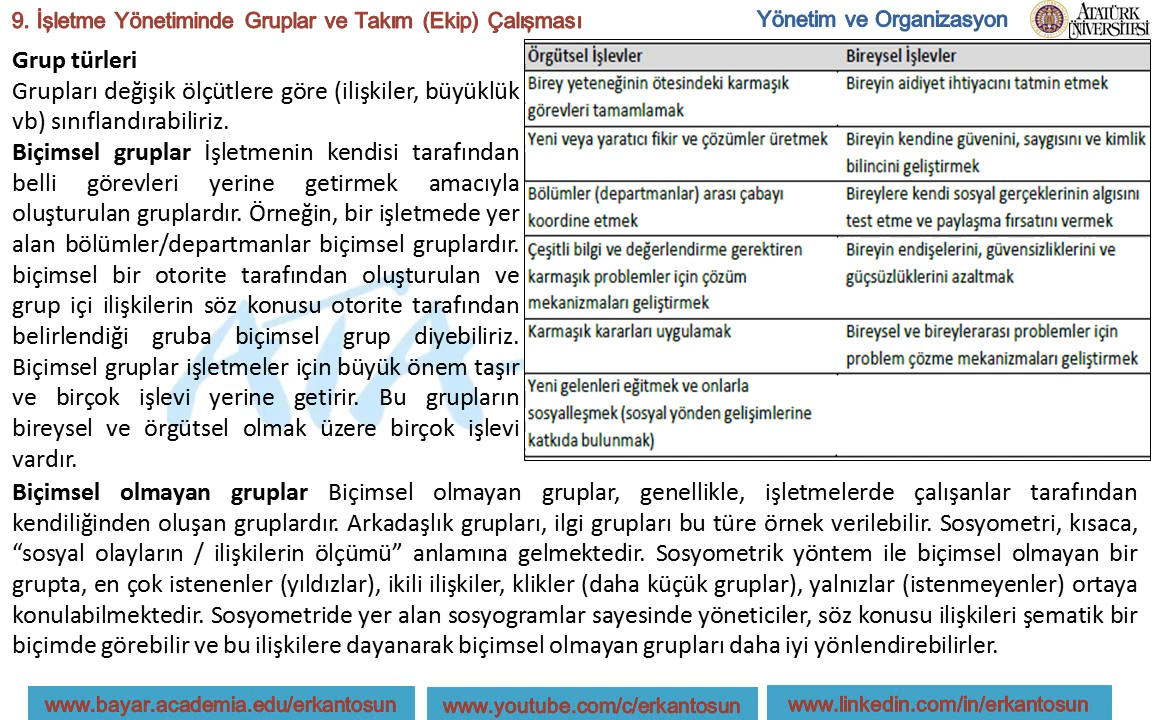 9. İşletme Yönetiminde Gruplar ve Takım (Ekip) Çalışması
Yönetim ve Organizasyon
ATATÜRK
ÜNİVERSİTESİ
Grup türleri
Grupları değişik ölçütlere göre (ilişkiler, büyüklük
vb) sınıflandırabiliriz.
Biçimsel gruplar İşletmenin kendisi tarafından
belli görevleri yerine getirmek amacıyla
oluşturulan gruplardır. Örneğin, bir işletmede yer
alan bölümler/departmanlar biçimsel gruplardır.
biçimsel bir otorite tarafından oluşturulan ve
grup içi ilişkilerin söz konusu otorite tarafından
belirlendiği gruba biçimsel grup diyebiliriz.
Biçimsel gruplar işletmeler için büyük önem taşır
ve birçok işlevi yerine getirir. Bu grupların
bireysel ve örgütsel olmak üzere birçok işlevi
vardır.
Örgütsel İşlevler
Bireysel İşlevler
Birey yeteneğinin ötesindeki karmaşık
görevleri tamamlamak
Bireyin aidiyet ihtiyacını tatmin etmek
Yeni veya yaratıcı fikir ve çözümler üretmek
Bireyin kendine güvenini, saygısını ve kimlik
bilincini geliştirmek
Bölümler (departmanlar) arası çabayı
koordine etmek
Bireylere kendi sosyal gerçeklerinin algısını
test etme ve paylaşma fırsatını vermek
Çeşitli bilgi ve değerlendirme gerektiren
karmaşık problemler için çözüm
mekanizmaları geliştirmek
Bireyin endişelerini, güvensizliklerini ve
güçsüzlüklerini azaltmak
Karmaşık kararları uygulamak
Bireysel ve bireylerarası problemler için
problem çözme mekanizmaları geliştirmek
Yeni gelenleri eğitmek ve onlarla
sosyalleşmek (sosyal yönden gelişimlerine
katkıda bulunmak)
Biçimsel olmayan gruplar Biçimsel olmayan gruplar, genellikle, işletmelerde çalışanlar tarafından
kendiliğinden oluşan gruplardır. Arkadaşlık grupları, ilgi grupları bu türe örnek verilebilir. Sosyometri, kısaca,
“sosyal olayların / ilişkilerin ölçümü” anlamına gelmektedir. Sosyometrik yöntem ile biçimsel olmayan bir
grupta, en çok istenenler (yıldızlar), ikili ilişkiler, klikler (daha küçük gruplar), yalnızlar (istenmeyenler) ortaya
konulabilmektedir. Sosyometride yer alan sosyogramlar sayesinde yöneticiler, söz konusu ilişkileri şematik bir
biçimde görebilir ve bu ilişkilere dayanarak biçimsel olmayan grupları daha iyi yönlendirebilirler.
ATA
www.bayar.academia.edu/erkantosun
www.youtube.com/c/erkantosun
www.linkedin.com/in/erkantosun